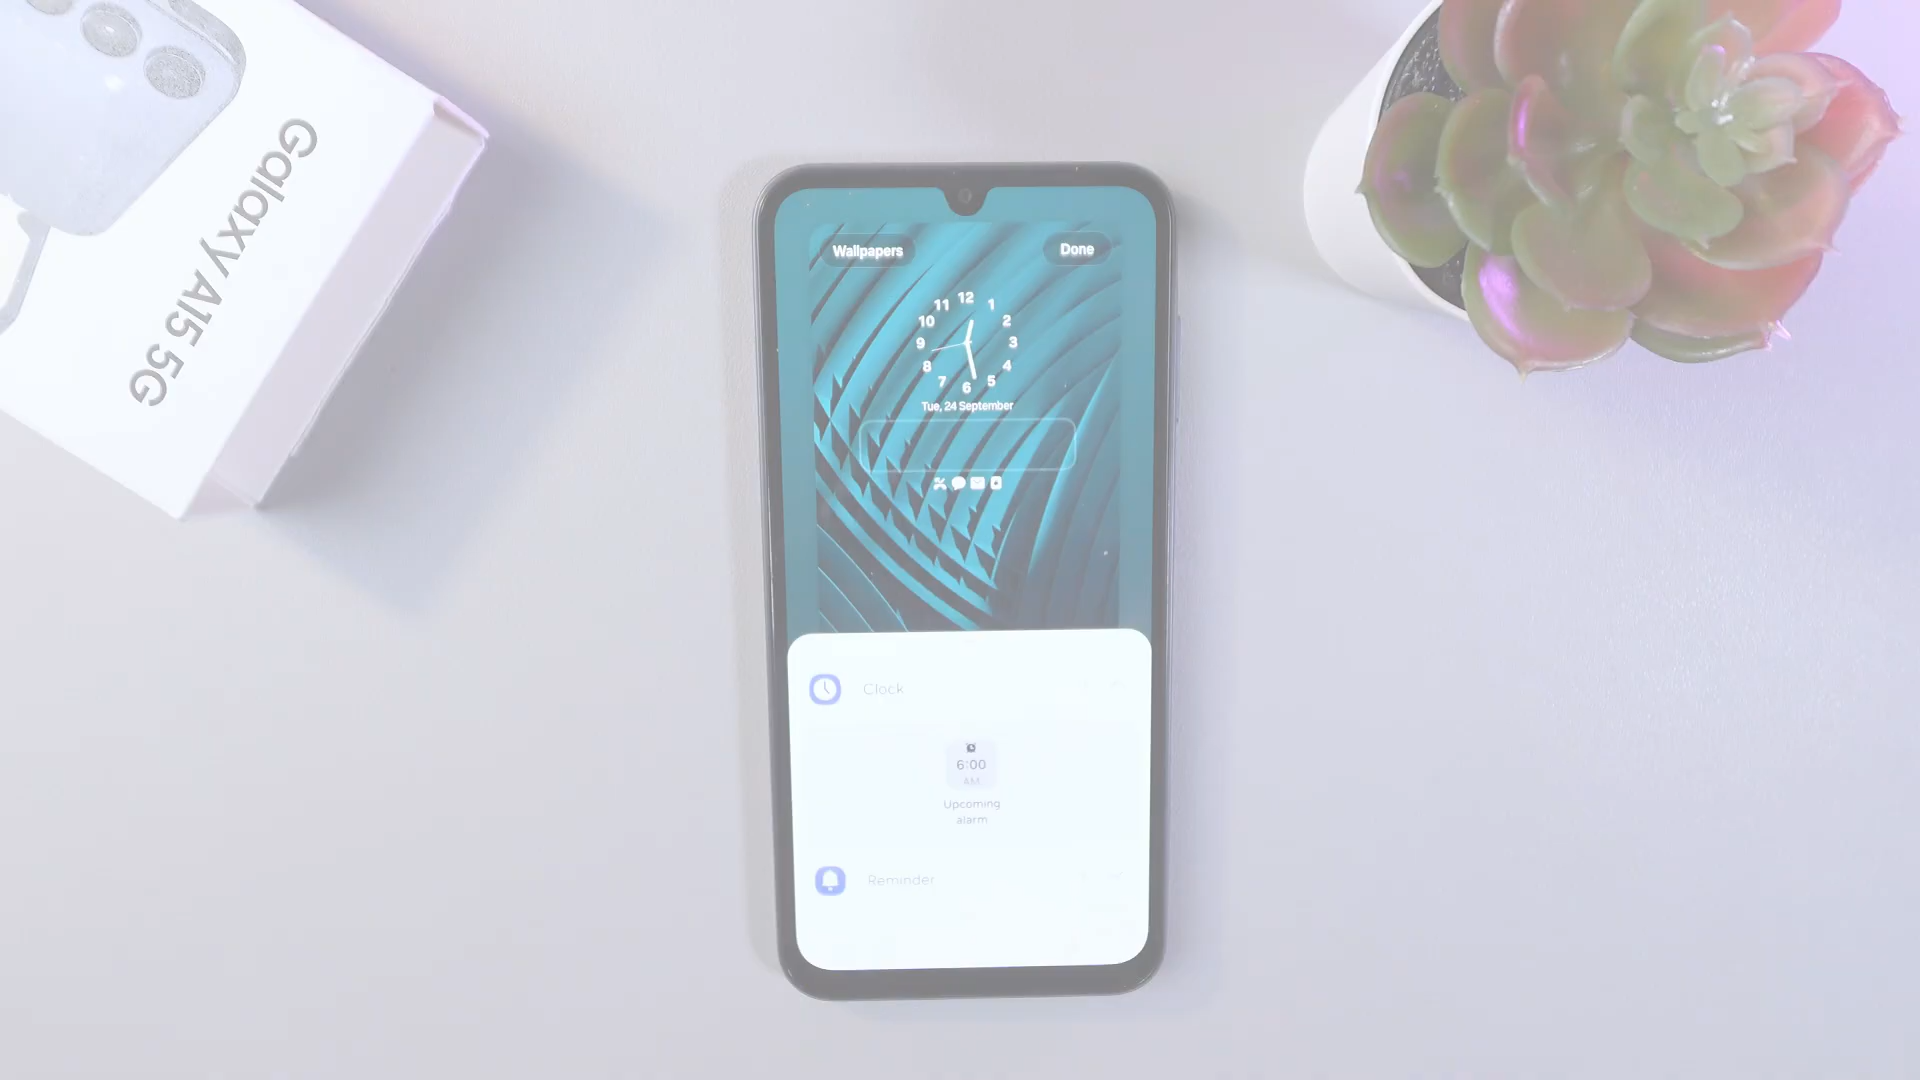 Galaxy A15 5G
Wallpapers
Done
12
11
1
10
2
9
3
8
4
7
5
6
Tue, 24 September
Clock
6:00
AM
Upcoming
alarm
Reminder